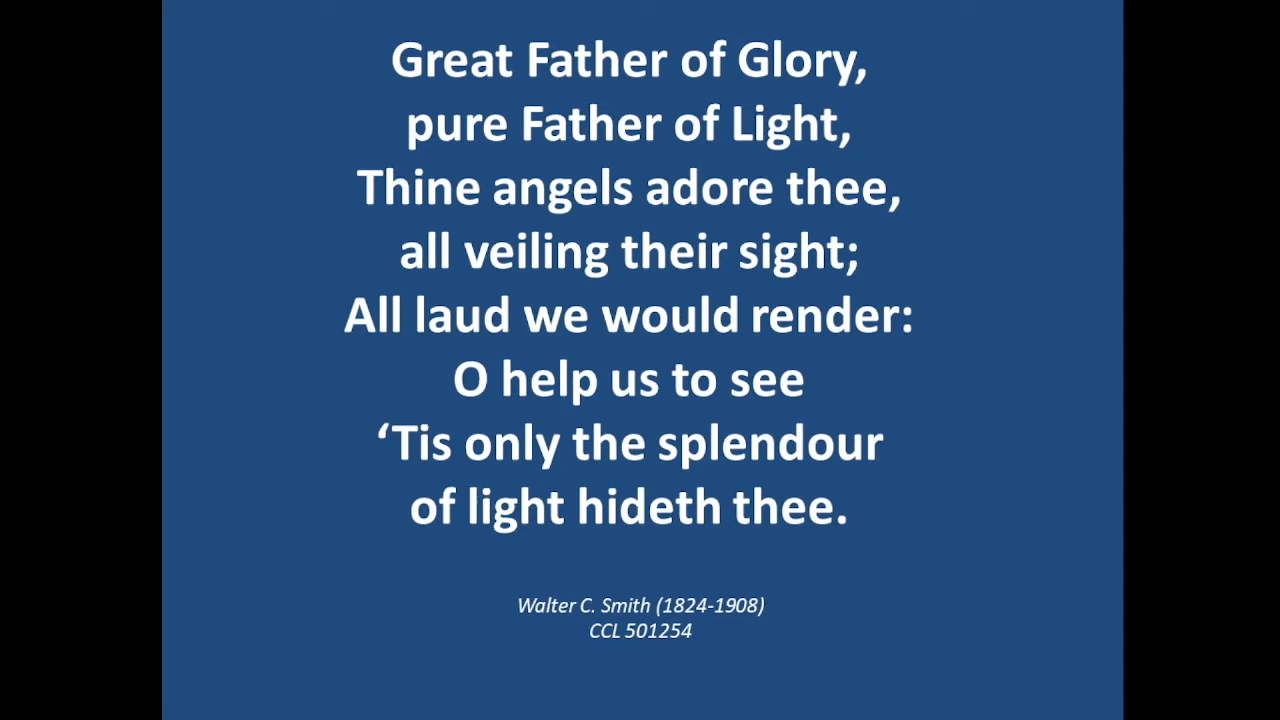 Great Father of Glory,
pure Father of Light,
Thine angels adore thee,
all veiling their sight;
All laud we would render:
O help us to see
‘Tis only the splendour
of light hideth thee.
Walter C. Smith (1824-1908)
CCL 501254